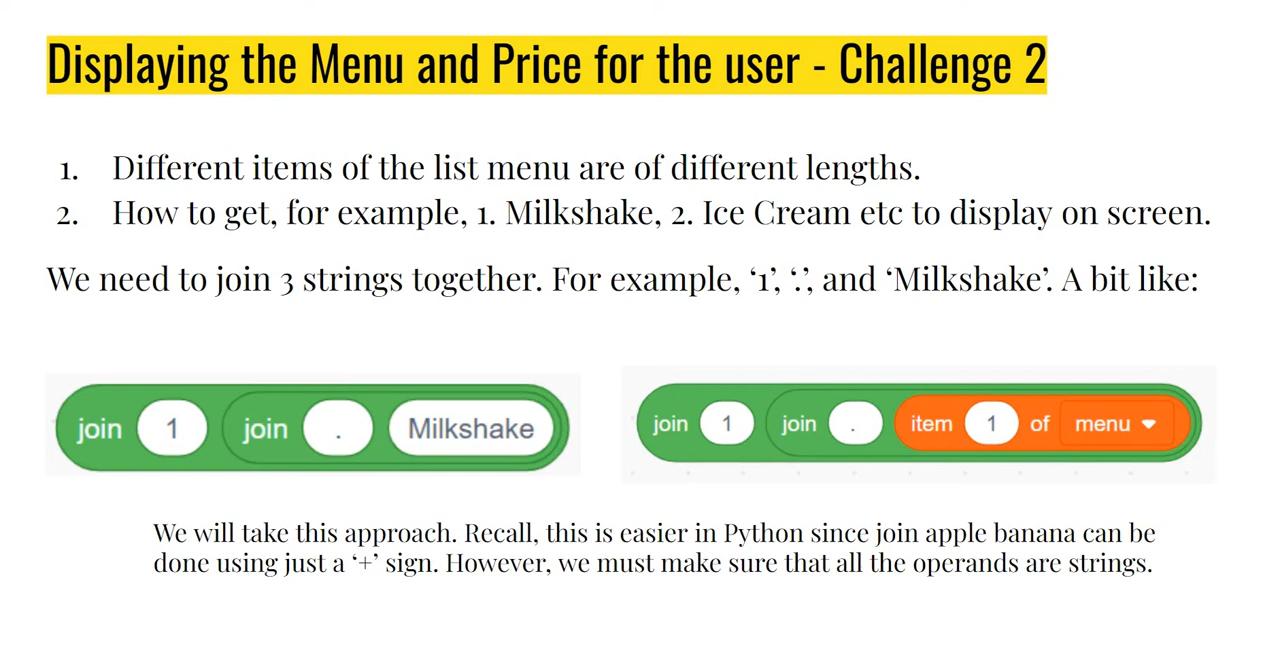 Displaying the Menu and Price for the user - Challenge 2
1. Different items of the list menu are of different lengths.
2. How to get, for example, 1. Milkshake, 2. Ice Cream etc to display on screen.
We need to join 3 strings together. For example, ‘1’, ‘.’, and ‘Milkshake’. A bit like:
join 1 join . Milkshake
join 1 join . item 1 of menu
We will take this approach. Recall, this is easier in Python since join apple banana can be
done using just a ‘+’ sign. However, we must make sure that all the operands are strings.